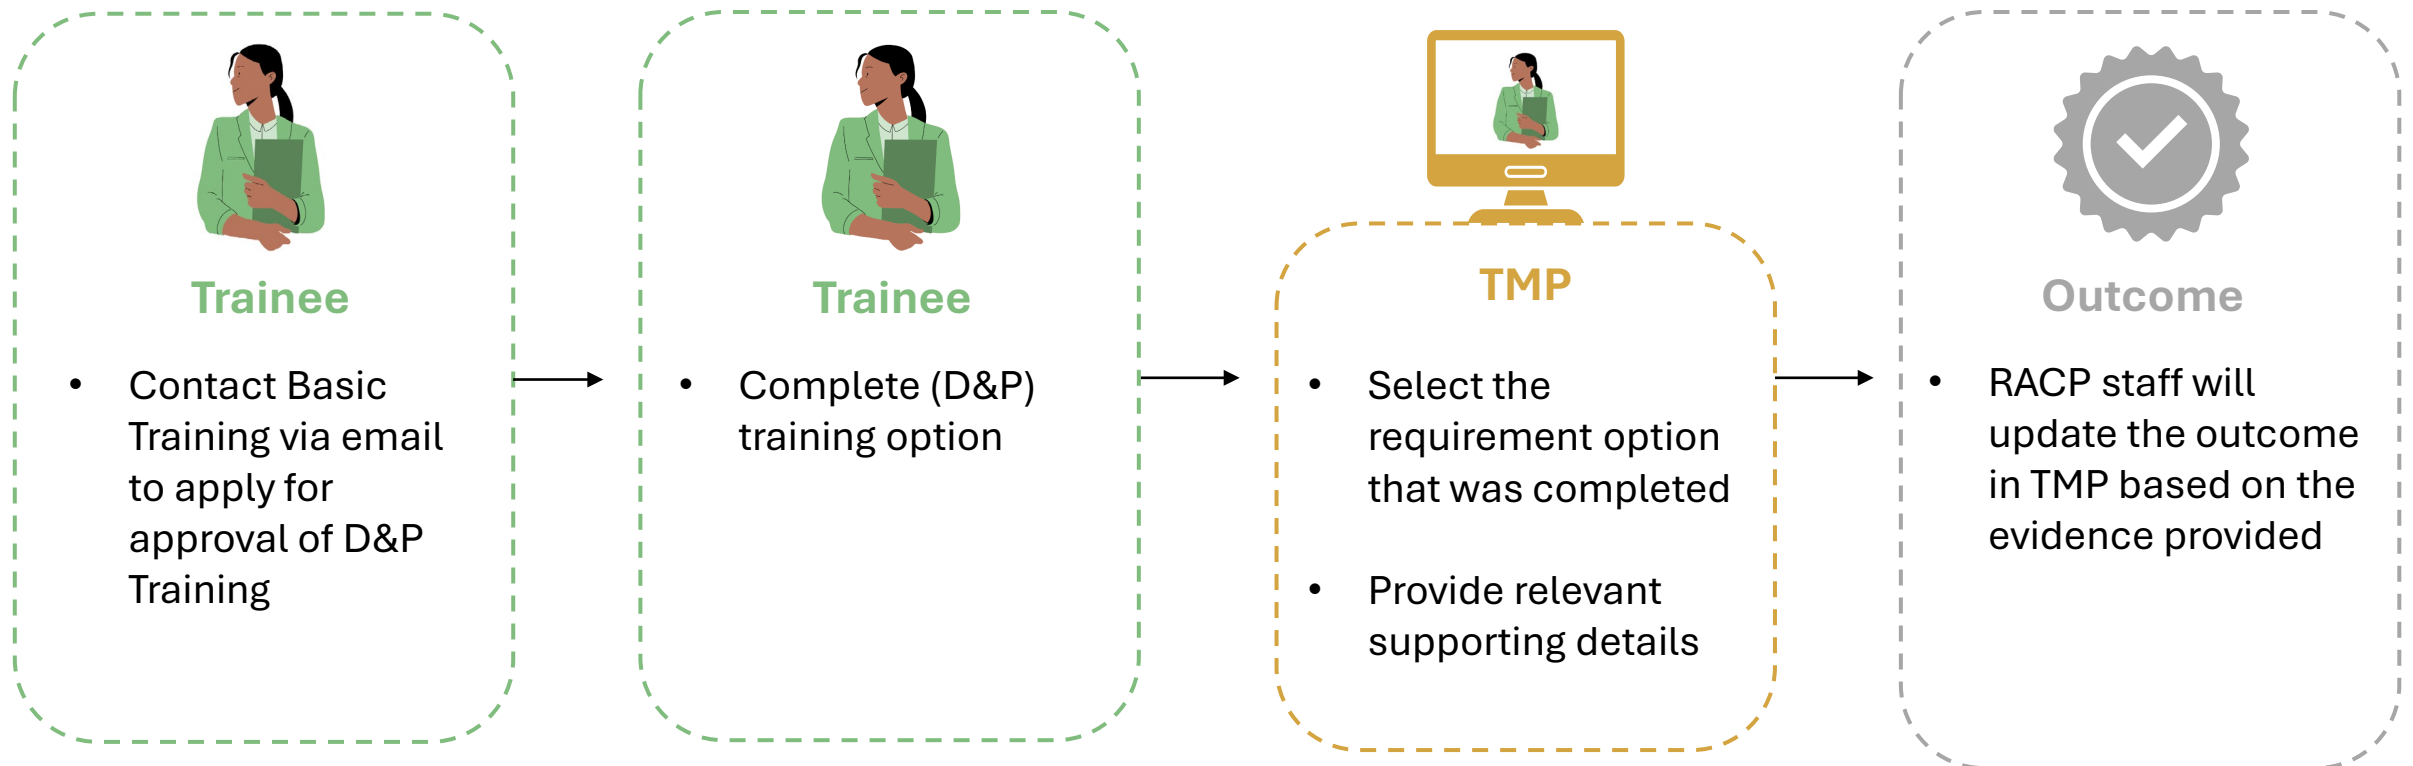 Trainee
• Contact Basic
Training via email
to apply for
approval of D&P
Training
Trainee
• Complete (D&P)
training option
TMP
• Select the
requirement option
that was completed
• Provide relevant
supporting details
Outcome
• RACP staff will
update the outcome
in TMP based on the
evidence provided